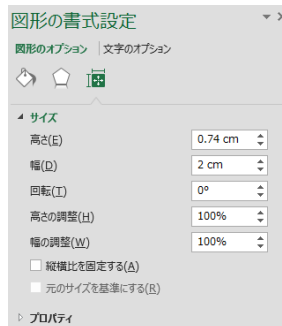 図形の書式設定
図形のオプション 文字のオプション
サイズ
高さ(E) 0.74 cm
幅(D) 2 cm
回転(T) 0°
高さの調整(H) 100%
幅の調整(W) 100%
縦横比を固定する(A)
元のサイズを基準にする(R)
プロパティ